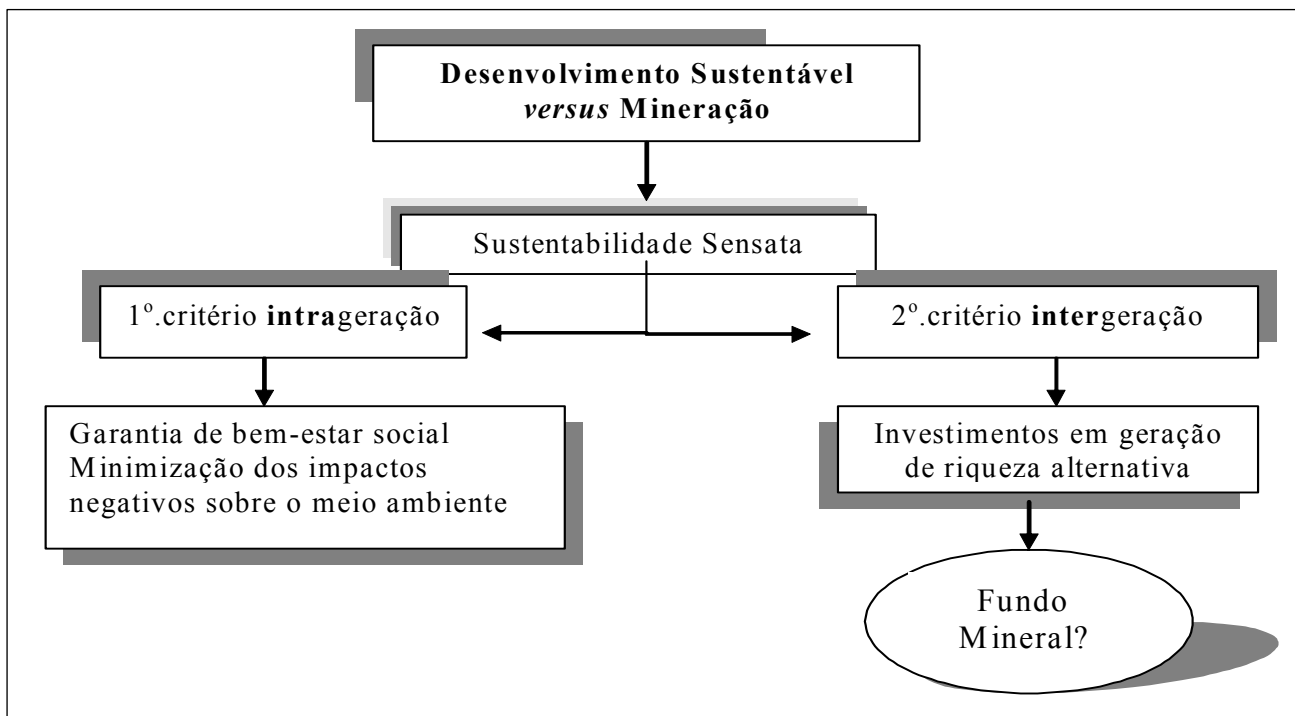 Desenvolvimento Sustentável
versus Mineração
Sustentabilidade Sensata
1º.critério intrageração
2º.critério intergeração
Garantia de bem-estar social
Minimização dos impactos
negativos sobre o meio ambiente
Investimentos em geração
de riqueza alternativa
Fundo
Mineral?